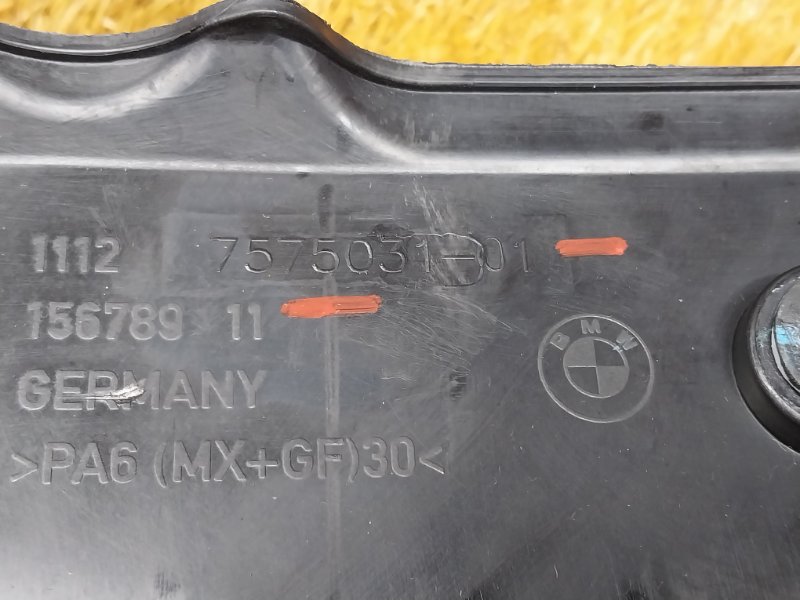 1112 7575031-01
156789 11
GERMANY
>PA6 (MX+GF)30<
BMW